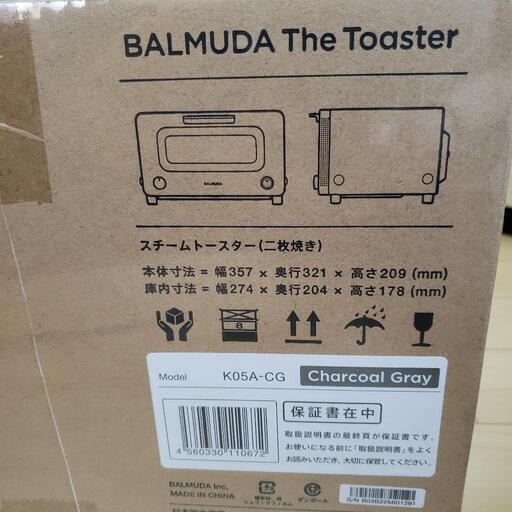 BALMUDA The Toaster
BALMUDA
スチームトースター(二枚焼き)
本体寸法 = 幅357 × 奥行321 × 高さ209 (mm)
庫内寸法 = 幅274 × 奥行204 × 高さ178 (mm)
8
Model K05A-CG Charcoal Gray
保証書在中
取扱説明書の最終頁が保証書です。
お使いになる前に「取扱説明書」をよく
お読みいただき、大切に保管してください。
4 560330 110672
BALMUDA Inc.
MADE IN CHINA
ダンボール
S/N B03B22MI01281